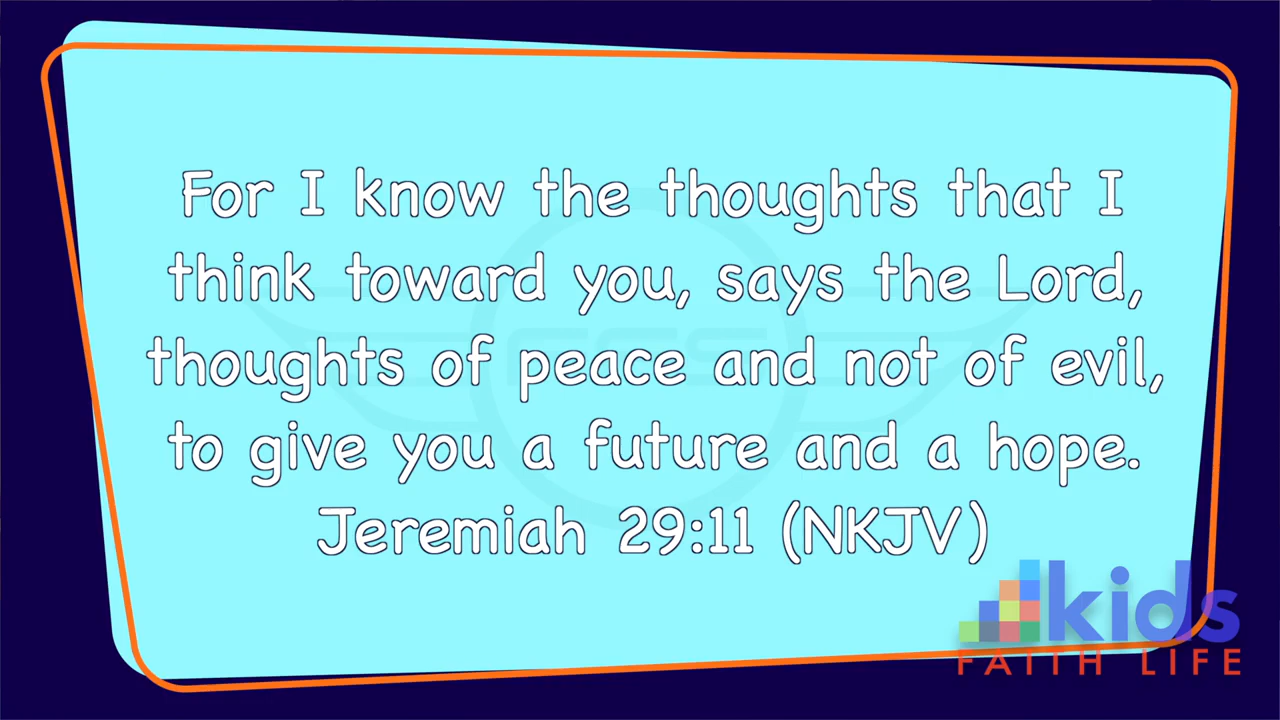 For I know the thoughts that I
think toward you, says the Lord,
thoughts of peace and not of evil,
to give you a future and a hope.
Jeremiah 29:11 (NKJV)
kids
FAITH LIFE